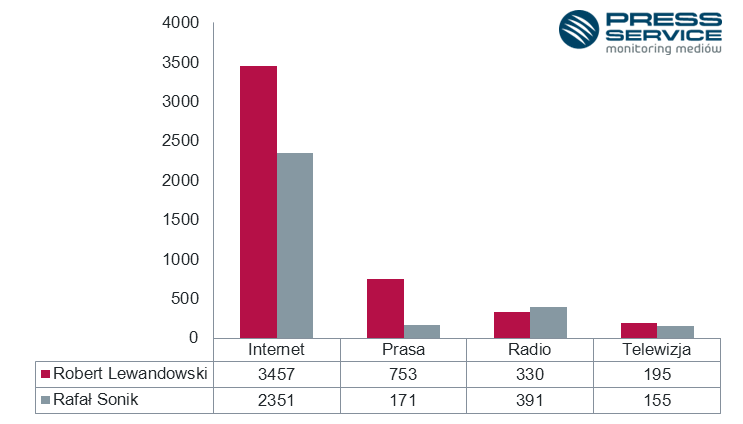 PRESS
SERVICE
monitoring mediów
4000
3500
3000
2500
2000
1500
1000
500
0
Internet Prasa Radio Telewizja
Robert Lewandowski 3457 753 330 195
Rafał Sonik 2351 171 391 155